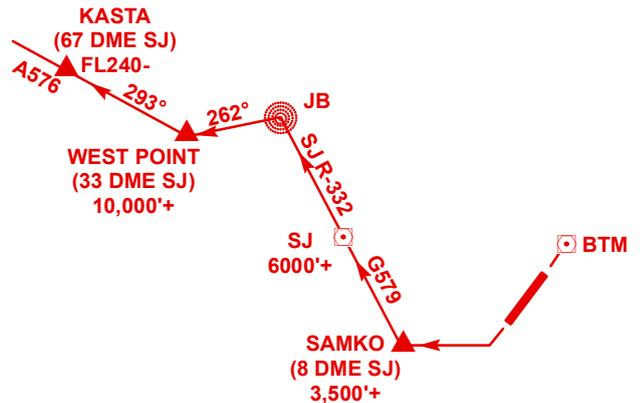 KASTA
(67 DME SJ)
FL240-
A576
293°
262°
JB
WEST POINT
(33 DME SJ)
10,000'+
SJ R-332
SJ
6000'+
G579
BTM
SAMKO
(8 DME SJ)
3,500'+